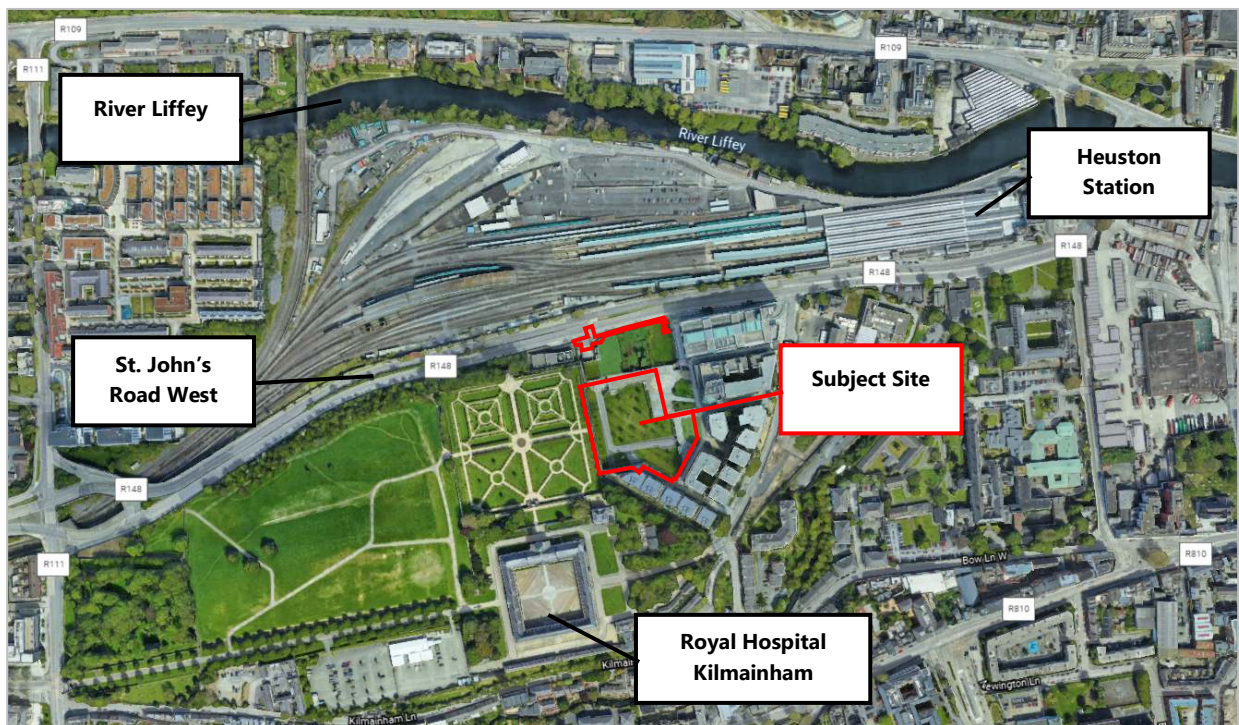 R109
R109
R111
River Liffey
River Liffey
Heuston
Station
R148
R148
St. John's
Road West
R148
Subject Site
R148
R111
Bow Ln W
R810
R810
Royal Hospital
Kilmainham
Kilmainham Ln